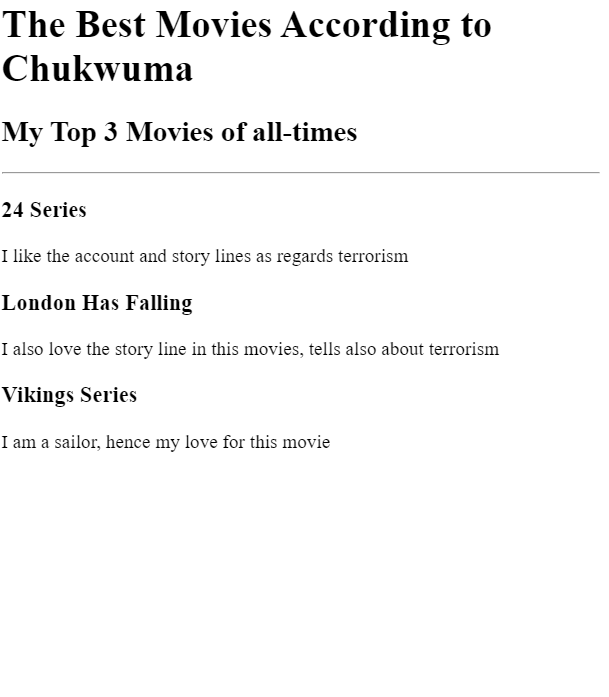 The Best Movies According to
Chukwuma
My Top 3 Movies of all-times
24 Series
I like the account and story lines as regards terrorism
London Has Falling
I also love the story line in this movies, tells also about terrorism
Vikings Series
I am a sailor, hence my love for this movie